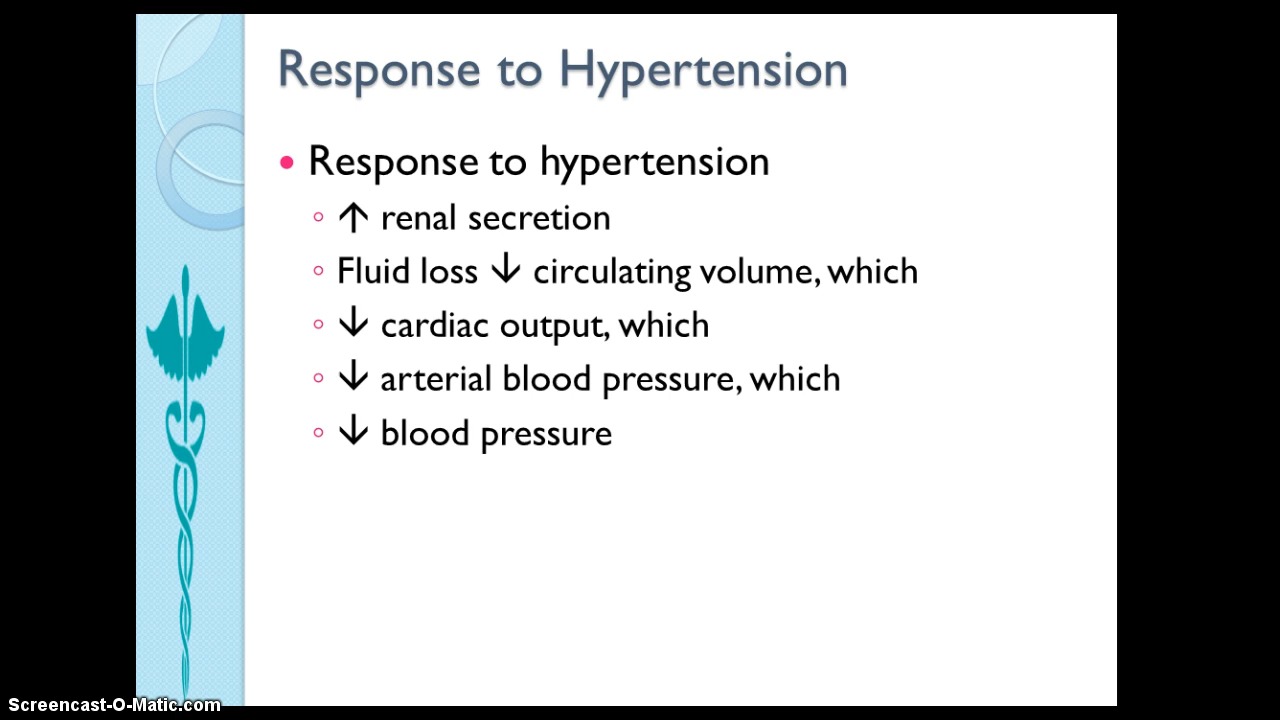 Response to Hypertension
• Response to hypertension
◦ ↑ renal secretion
◦ Fluid loss ↓ circulating volume, which
◦ ↓ cardiac output, which
◦ ↓ arterial blood pressure, which
◦ ↓ blood pressure
Screencast-O-Matic.com